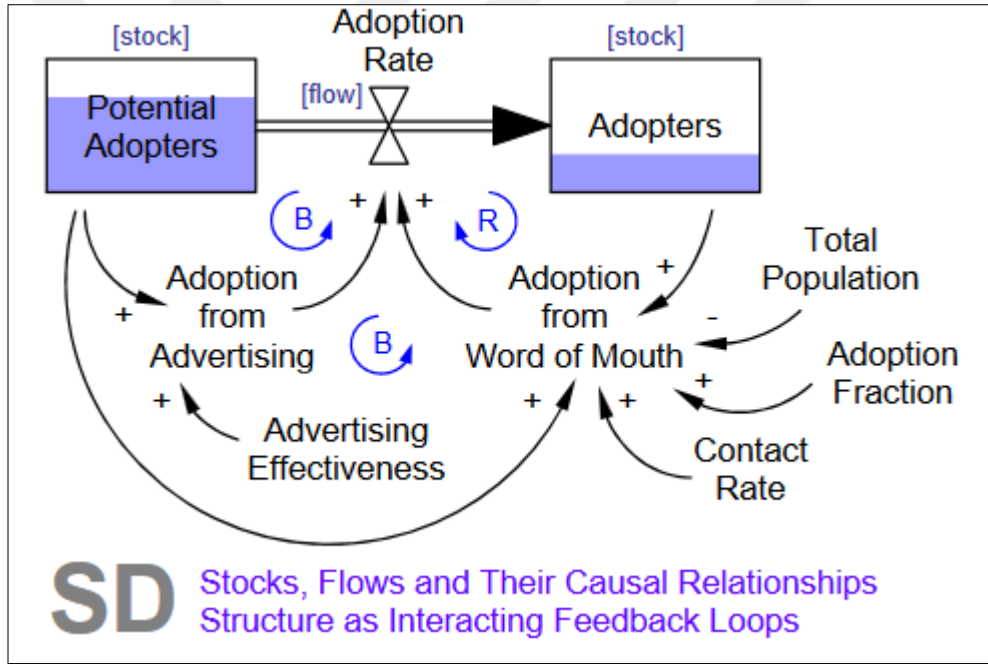 [stock]
Adoption
Rate
[stock]
[flow]
Potential
Adopters
Adopters
B
+
+
R
Adoption
from
Advertising
+
Adoption
from
Word of Mouth
+
Total
Population
-
B
Adoption
Fraction
+
+
Advertising
Effectiveness
+
+
Contact
Rate
SD
Stocks, Flows and Their Causal Relationships
Structure as Interacting Feedback Loops